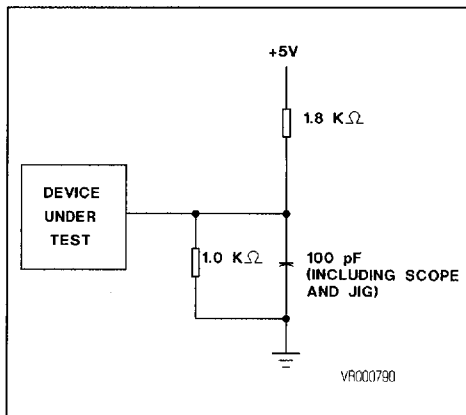 +5V
1.8 KΩ
DEVICE
UNDER
TEST
1.0 KΩ
100 pF
(INCLUDING SCOPE
AND JIG)
VR000790